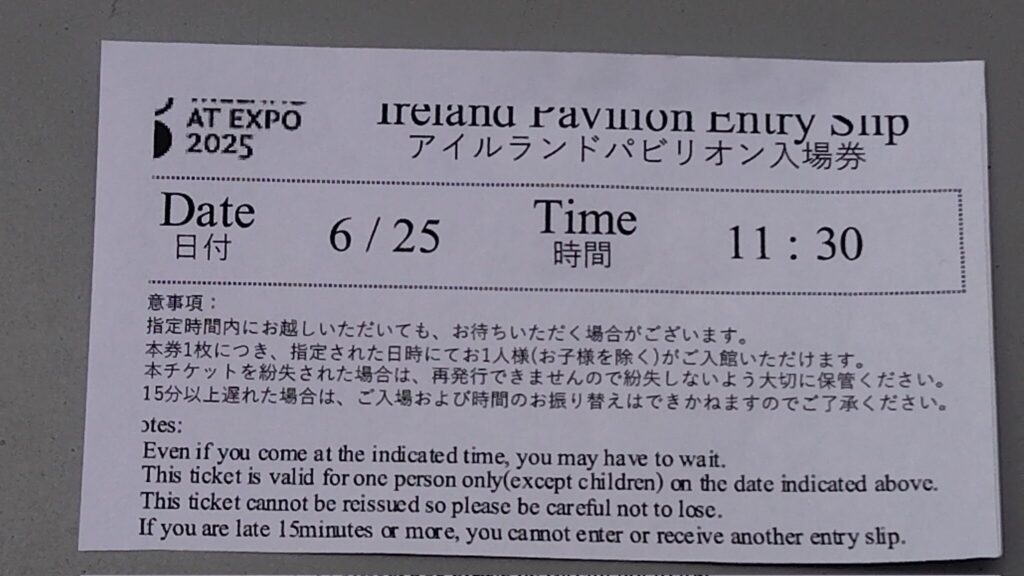 AT EXPO
2025
Ireland Pavilion Entry Slip
アイルランドパビリオン入場券
Date
日付
6 / 25
Time
時間
11 : 30
意事項：
指定時間内にお越しいただいても、お待ちいただく場合がございます。
本券1枚につき、指定された日時にてお1人様(お子様を除く)がご入館いただけます。
本チケットを紛失された場合は、再発行できませんので紛失しないよう大切に保管ください。
15分以上遅れた場合は、ご入場および時間のお振り替えはできかねますのでご了承ください。
otes:
Even if you come at the indicated time, you may have to wait.
This ticket is valid for one person only(except children) on the date indicated above.
This ticket cannot be reissued so please be careful not to lose.
If you are late 15minutes or more, you cannot enter or receive another entry slip.